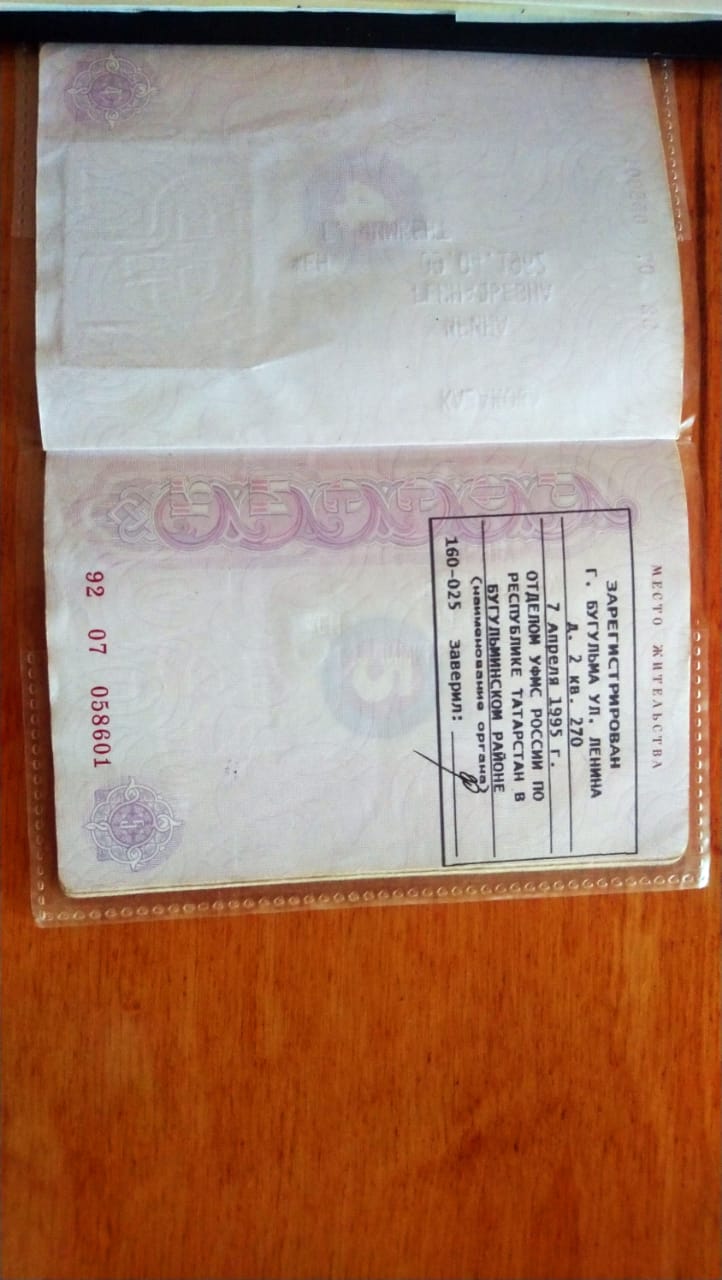 МЕСТО ЖИТЕЛЬСТВА
ЗАРЕГИСТРИРОВАН
Г. БУГУЛЬМА УЛ. ЛЕНИНА
Д. 2 КВ. 270
7 Апреля 1995 г.
ОТДЕЛОМ УФМС РОССИИ ПО
РЕСПУБЛИКЕ ТАТАРСТАН В
БУГУЛЬМИНСКОМ РАЙОНЕ
(наименование органа)
160-025 Заверил:
РОССИЯ
5
92 07 058601
4